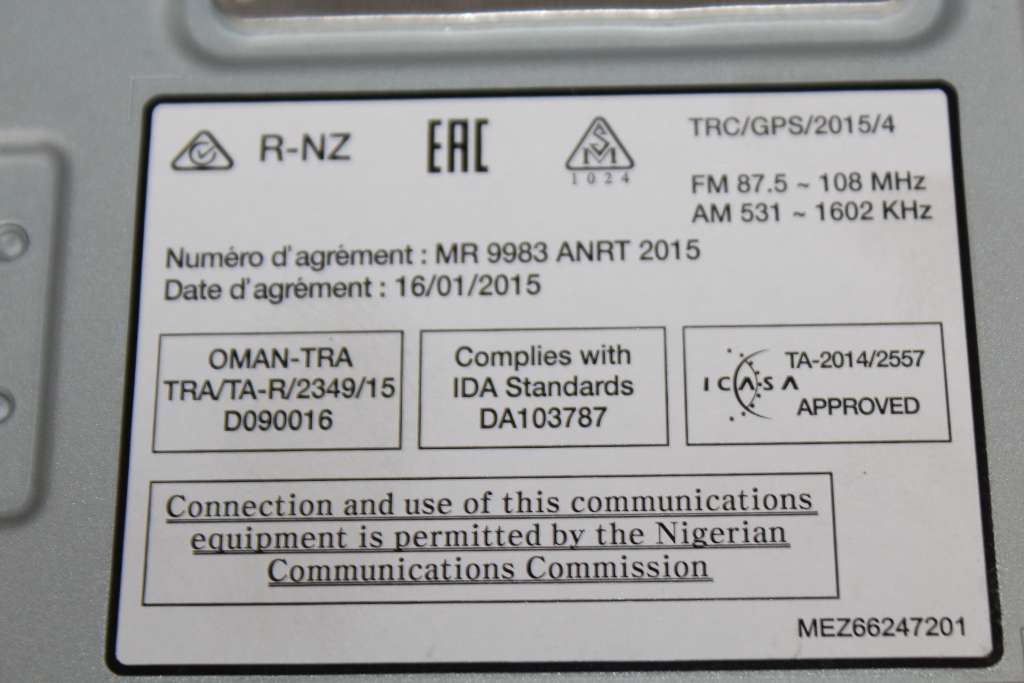 R-NZ
EAC
SM
1024
TRC/GPS/2015/4
FM 87.5 ~ 108 MHz
AM 531 ~ 1602 KHz
Numéro d'agrément : MR 9983 ANRT 2015
Date d'agrément : 16/01/2015
OMAN-TRA
TRA/TA-R/2349/15
D090016
Complies with
IDA Standards
DA103787
ICASA
TA-2014/2557
APPROVED
Connection and use of this communications
equipment is permitted by the Nigerian
Communications Commission
MEZ66247201